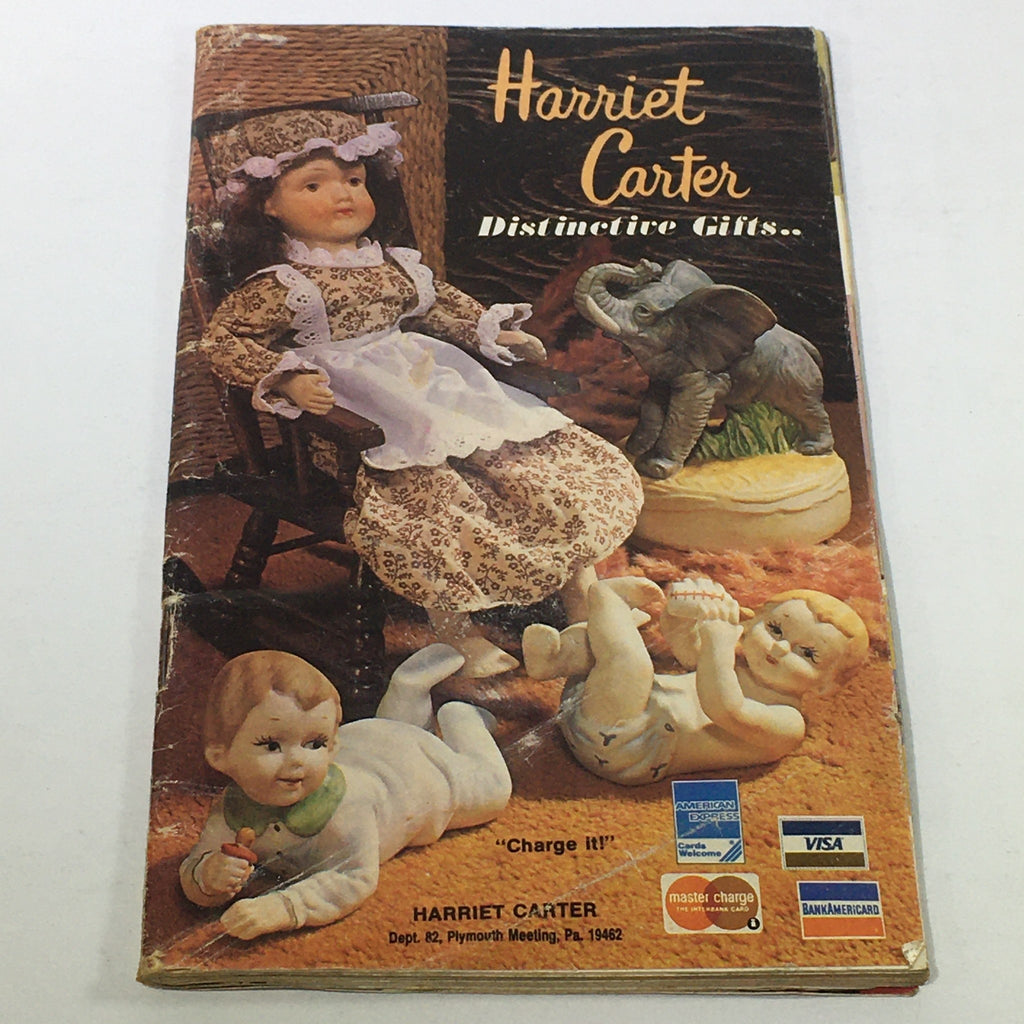 Harriet
Carter
Distinctive Gifts..
"Charge It!"
AMERICAN
EXPRESS
Cards
Welcome
VISA
master charge
THE INTERBANK CARD
i
BANKAMERICARD
HARRIET CARTER
Dept. 82, Plymouth Meeting, Pa. 19462